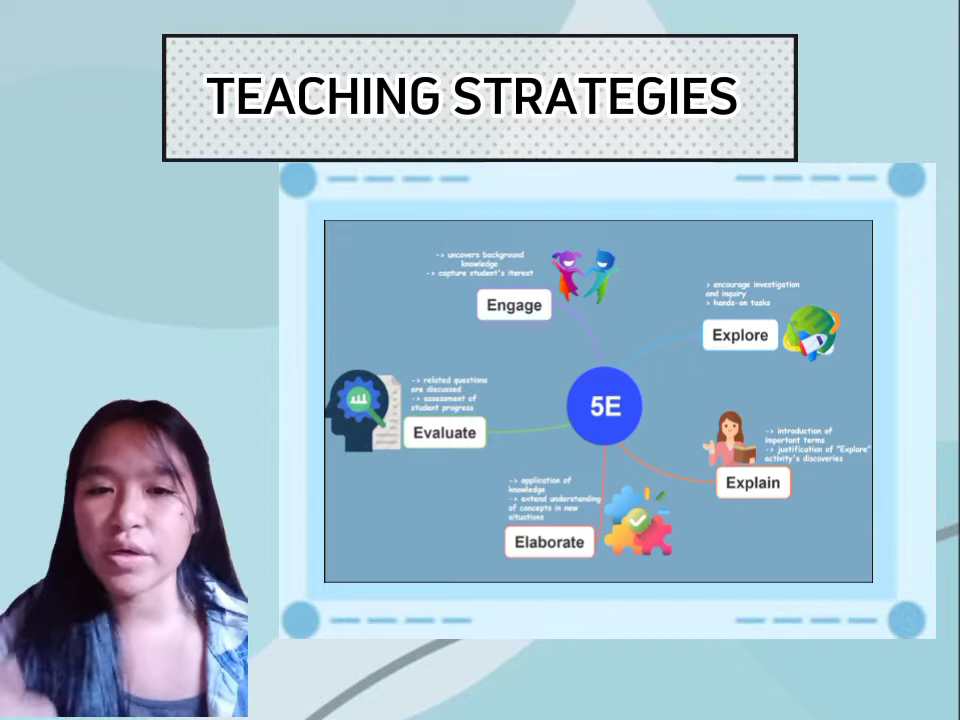 TEACHING STRATEGIES
-> uncovers background
knowledge
-> capture student's iterest
Engage
> encourage investigation
and inquiry
> hands-on tasks
Explore
5E
-> related questions
are discussed
-> assessment of
student progress
Evaluate
-> introduction of
important terms
-> justification of "Explore"
activity's discoveries
Explain
-> application of
knowledge
-> extend understanding
of concepts in new
situations
Elaborate